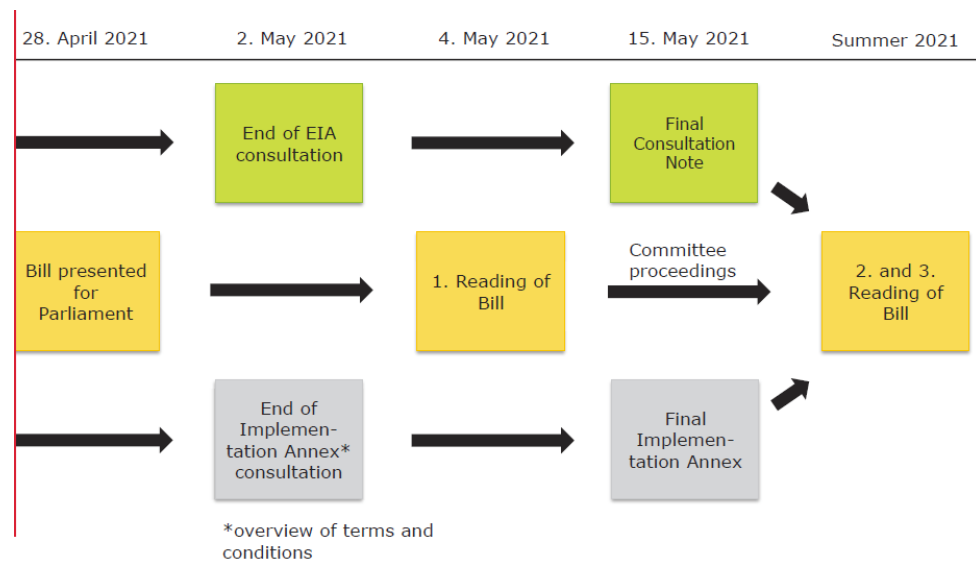 28. April 2021
2. May 2021
4. May 2021
15. May 2021
Summer 2021
End of EIA
consultation
Final
Consultation
Note
Bill presented
for
Parliament
1. Reading of
Bill
Committee
proceedings
2. and 3.
Reading of
Bill
End of
Implemen-
tation Annex*
consultation
Final
Implemen-
tation Annex
*overview of terms and
conditions